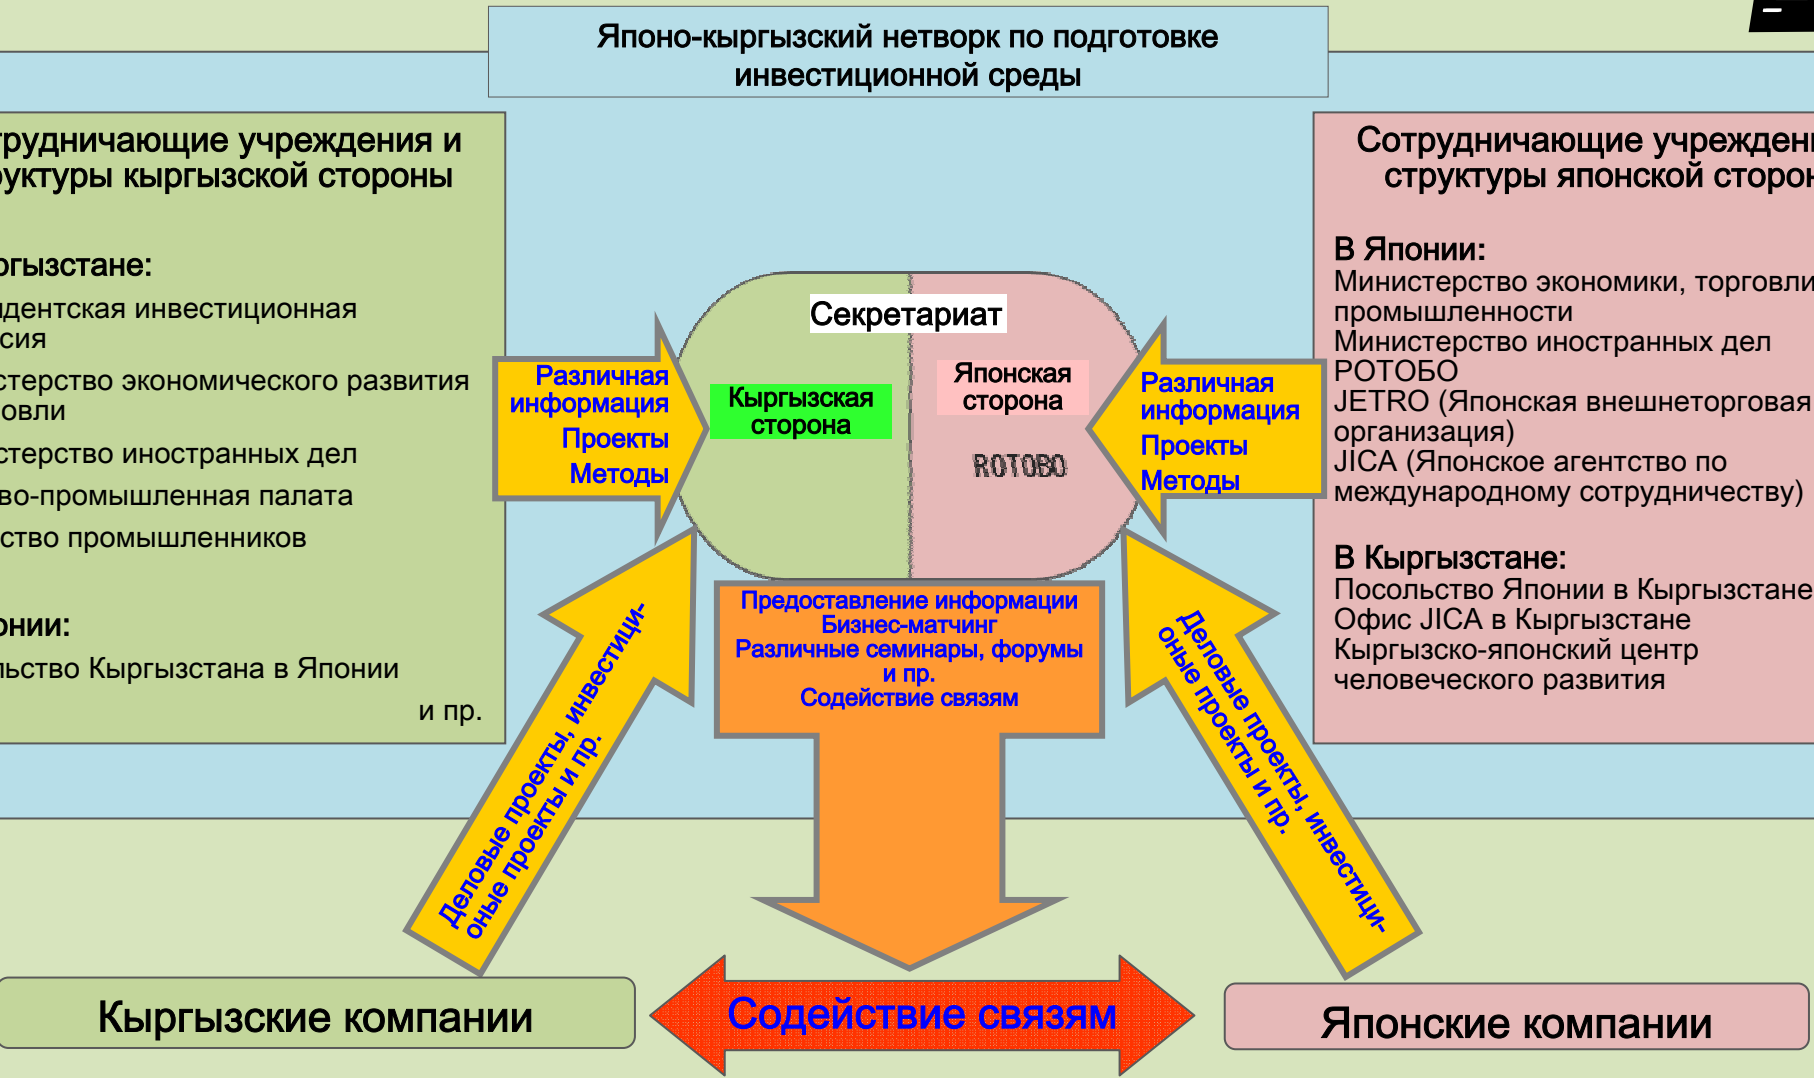 Японо-кыргызский нетворк по подготовке
инвестиционной среды
трудничающие учреждения и
руктуры кыргызской стороны
ргызстане:
идентская инвестиционная
сия
стерство экономического развития
овли
стерство иностранных дел
во-промышленная палата
ство промышленников
онии:
льство Кыргызстана в Японии
и пр.
Различная
информация
Проекты
Методы
Секретариат
Кыргызская
сторона
Японская
сторона
ROTOBO
Различная
информация
Проекты
Методы
Сотрудничающие учреждени
структуры японской сторон
В Японии:
Министерство экономики, торговли
промышленности
Министерство иностранных дел
РОТОБО
JETRO (Японская внешнеторговая
организация)
JICA (Японское агентство по
международному сотрудничеству)
В Кыргызстане:
Посольство Японии в Кыргызстане
Офис JICA в Кыргызстане
Кыргызско-японский центр
человеческого развития
Предоставление информации
Бизнес-матчинг
Различные семинары, форумы
и пр.
Содействие связям
Деловые проекты, инвестици-
оные проекты и пр.
Деловые проекты, инвестици-
оные проекты и пр.
Кыргызские компании
Содействие связям
Японские компании